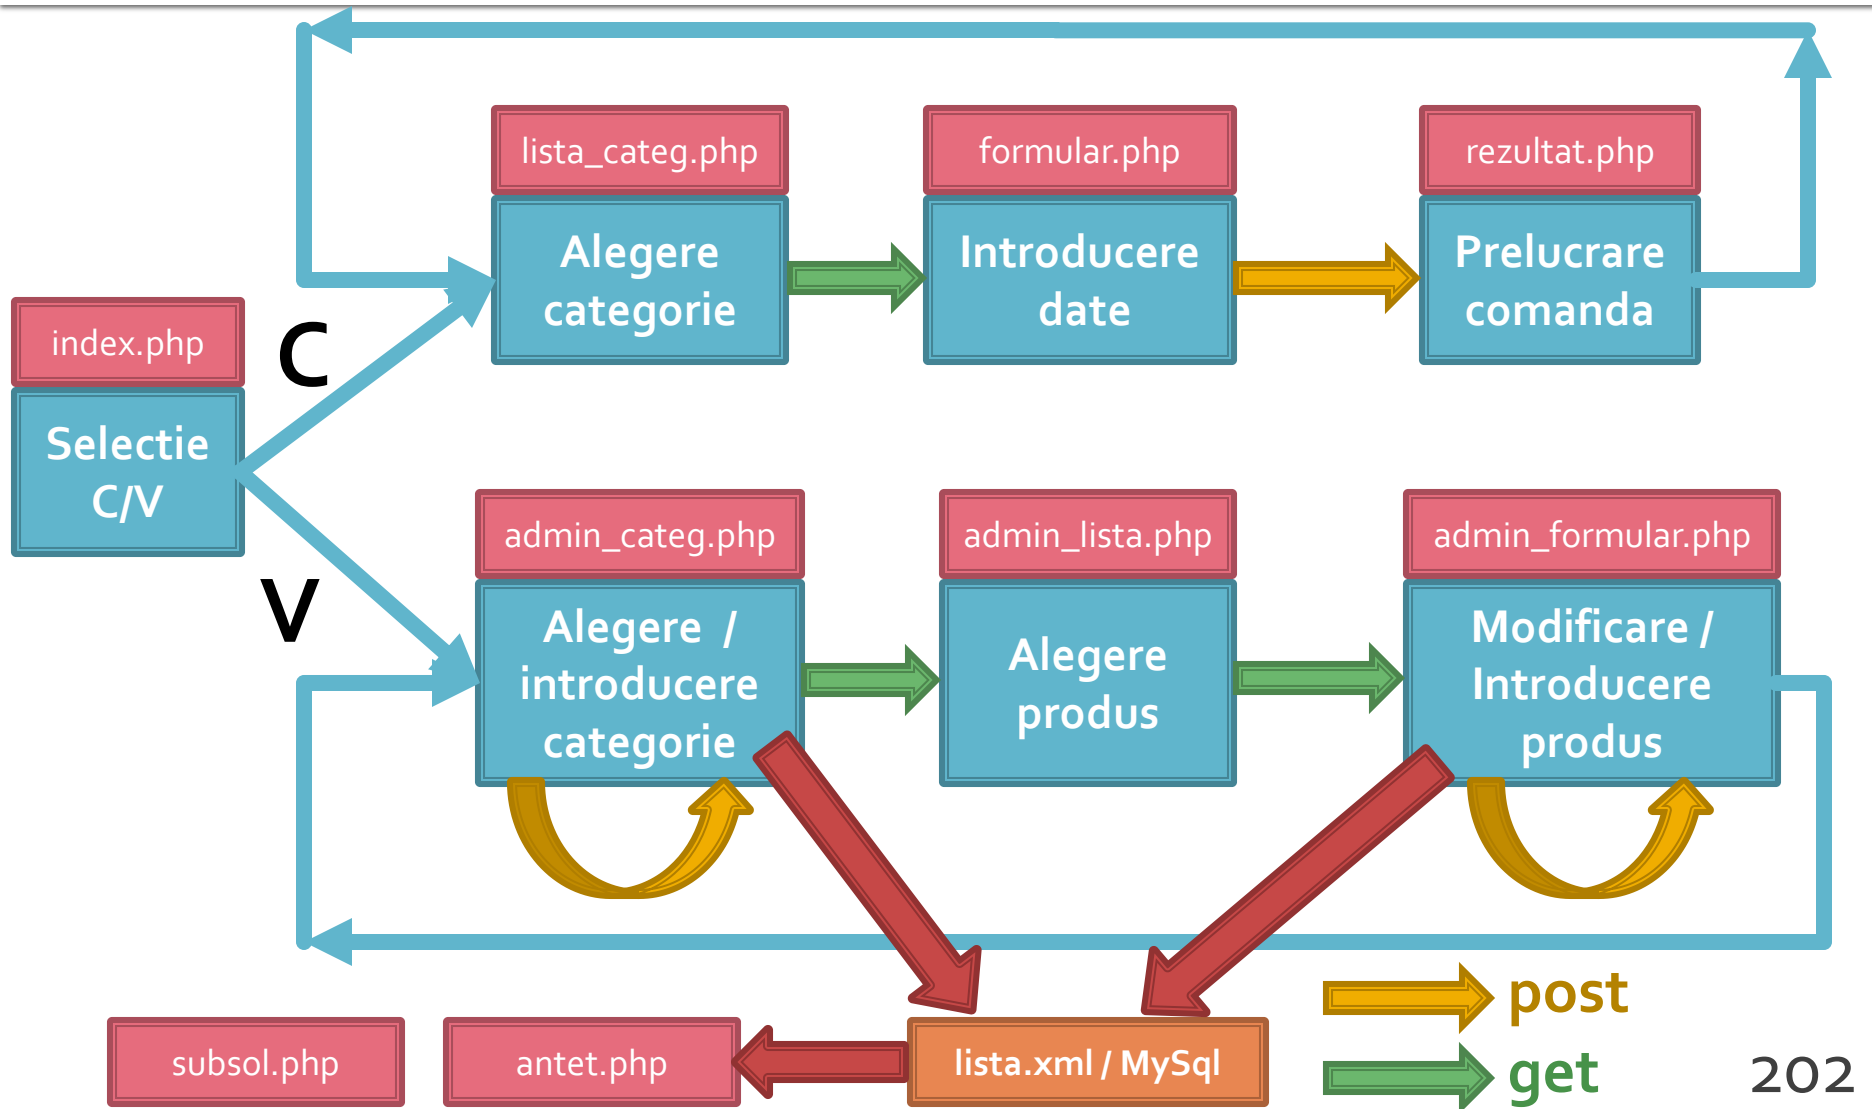 lista_categ.php
formular.php
rezultat.php
Alegere
categorie
Introducere
date
Prelucrare
comanda
index.php
C
Selectie
C/V
V
admin_categ.php
admin_lista.php
admin_formular.php
Alegere /
introducere
categorie
Alegere
produs
Modificare /
Introducere
produs
post
subsol.php
antet.php
lista.xml / MySql
get
202